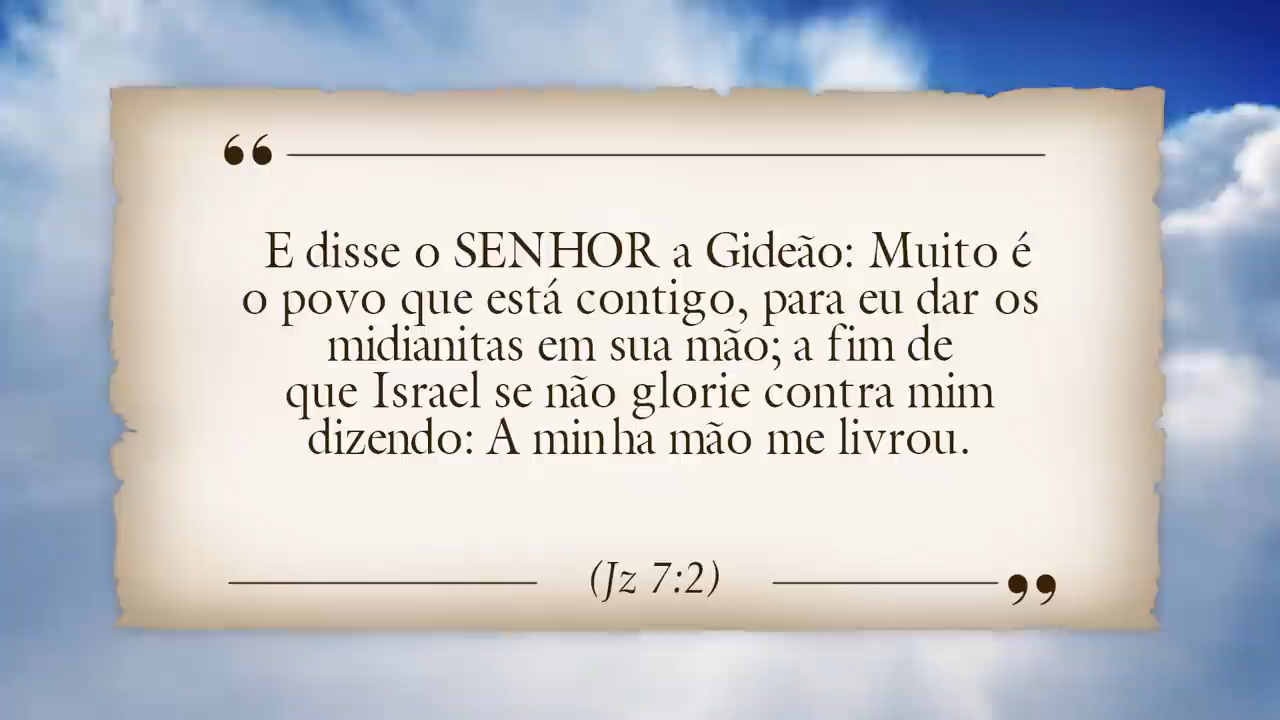 “
E disse o SENHOR a Gideão: Muito é
o povo que está contigo, para eu dar os
midianitas em sua mão; a fim de
que Israel se não glorie contra mim
dizendo: A minha mão me livrou.
(Jz 7:2)
”